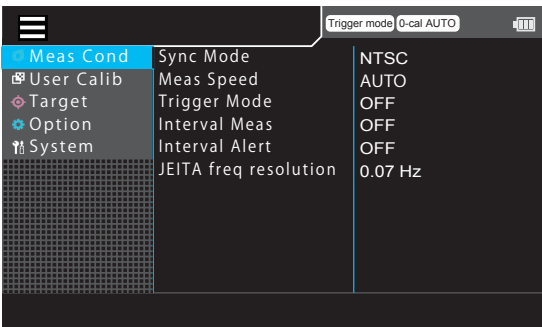 Trigger mode 0-cal AUTO
Meas Cond Sync Mode NTSC
User Calib Meas Speed AUTO
Target Trigger Mode OFF
Option Interval Meas OFF
System Interval Alert OFF
JEITA freq resolution 0.07 Hz